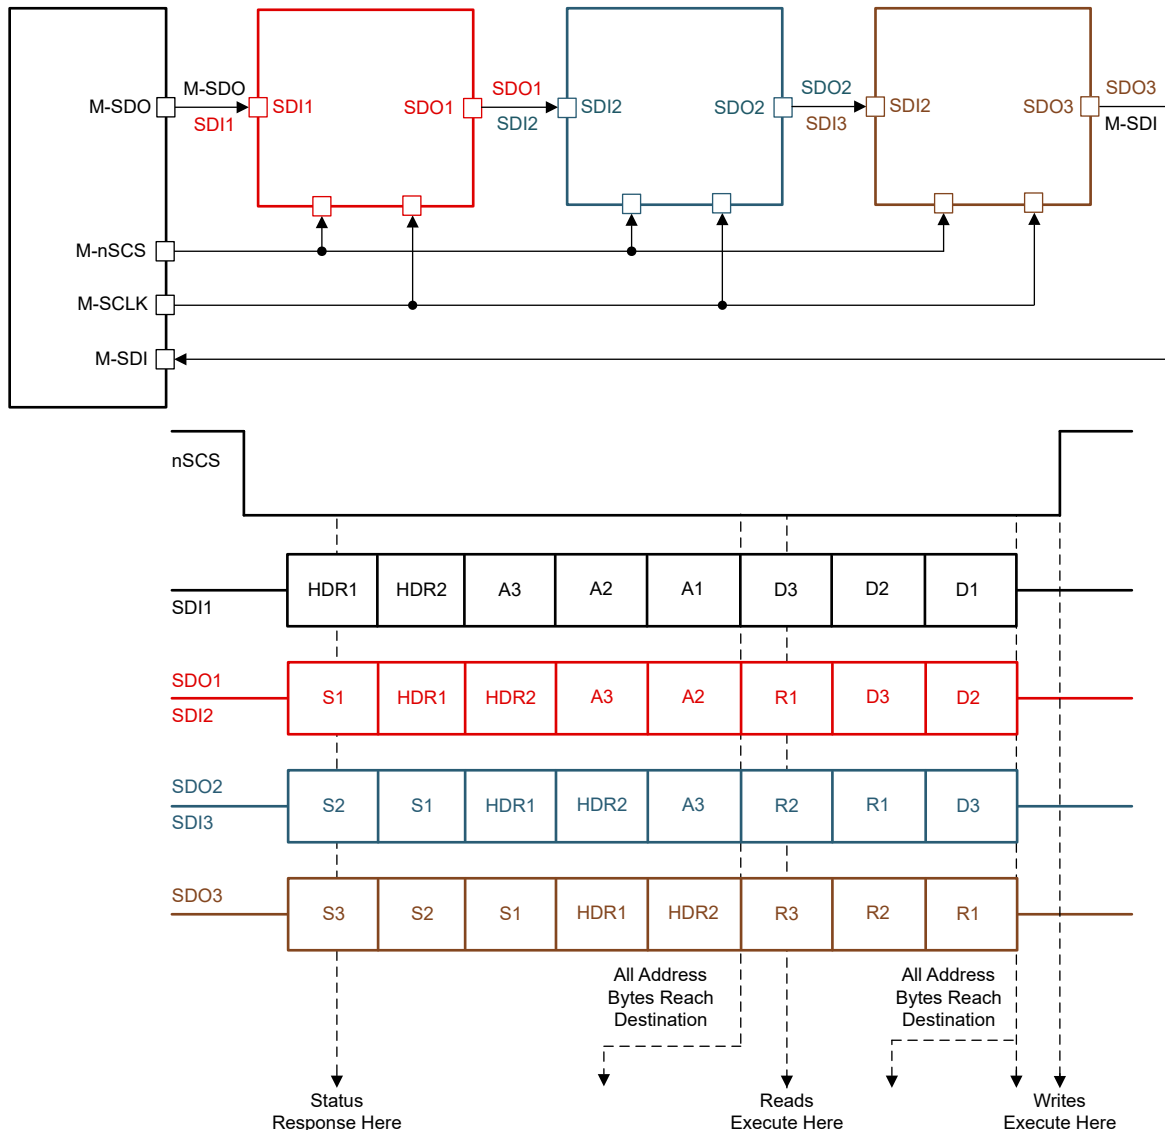 M-SDO
M-SDO
SDI1
SDI1
SDO1
SDO1
SDI2
SDI2
SDO2
SDO2
SDI3
SDI2
SDO3
SDO3
M-SDI
M-nSCS
M-SCLK
M-SDI
nSCS
SDI1
HDR1 HDR2 A3 A2 A1 D3 D2 D1
SDO1
SDI2
S1 HDR1 HDR2 A3 A2 R1 D3 D2
SDO2
SDI3
S2 S1 HDR1 HDR2 A3 R2 R1 D3
SDO3
S3 S2 S1 HDR1 HDR2 R3 R2 R1
All Address
Bytes Reach
Destination
All Address
Bytes Reach
Destination
Status
Response Here
Reads
Execute Here
Writes
Execute Here